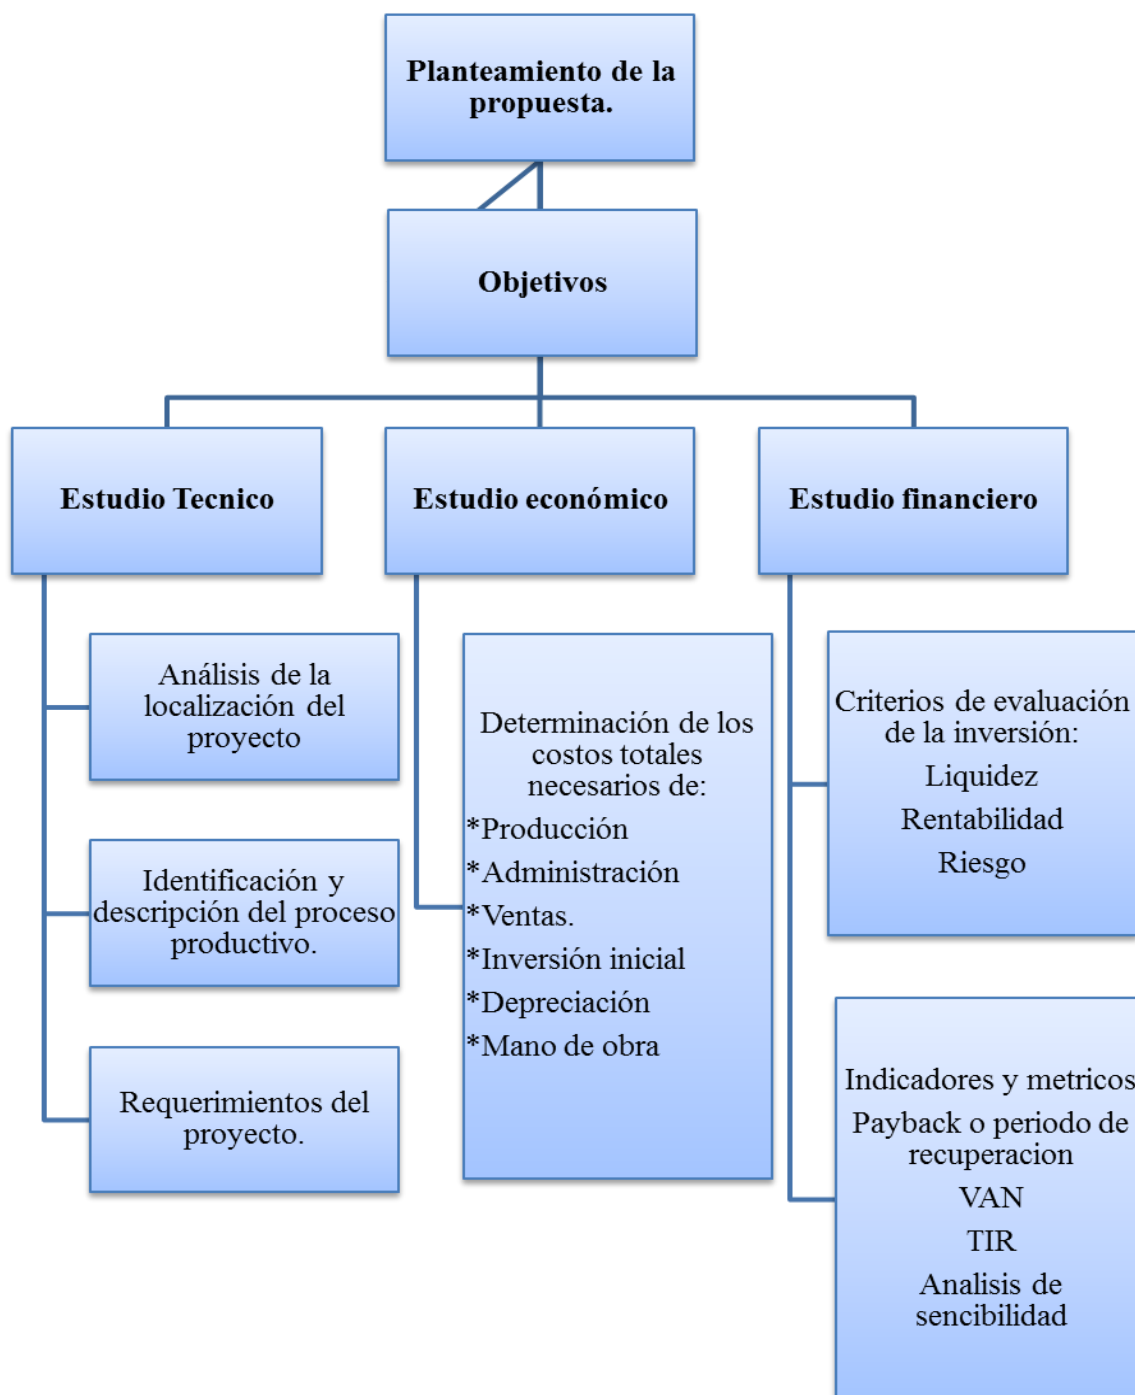 Planteamiento de la
propuesta.
Objetivos
Estudio Tecnico
Estudio económico
Estudio financiero
Análisis de la
localización del
proyecto
Identificación y
descripción del proceso
productivo.
Requerimientos del
proyecto.
Determinación de los
costos totales
necesarios de:
*Producción
*Administración
*Ventas.
*Inversión inicial
*Depreciación
*Mano de obra
Criterios de evaluación
de la inversión:
Liquidez
Rentabilidad
Riesgo
Indicadores y metricos
Payback o periodo de
recuperacion
VAN
TIR
Analisis de
sencibilidad